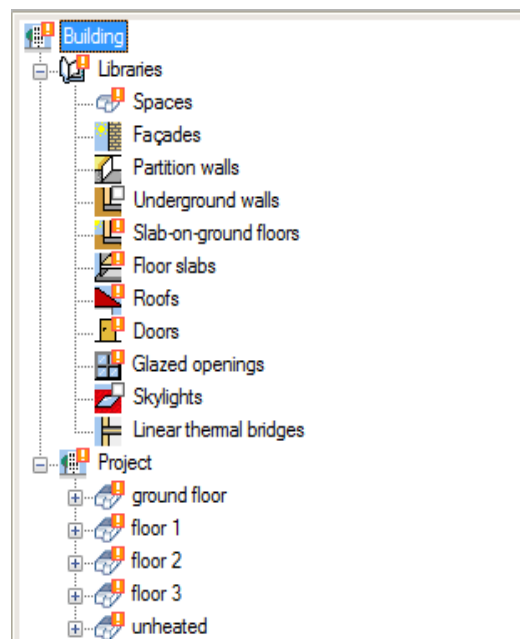 Building
Libraries
Spaces
Façades
Partition walls
Underground walls
Slab-on-ground floors
Floor slabs
Roofs
Doors
Glazed openings
Skylights
Linear thermal bridges
Project
ground floor
floor 1
floor 2
floor 3
unheated